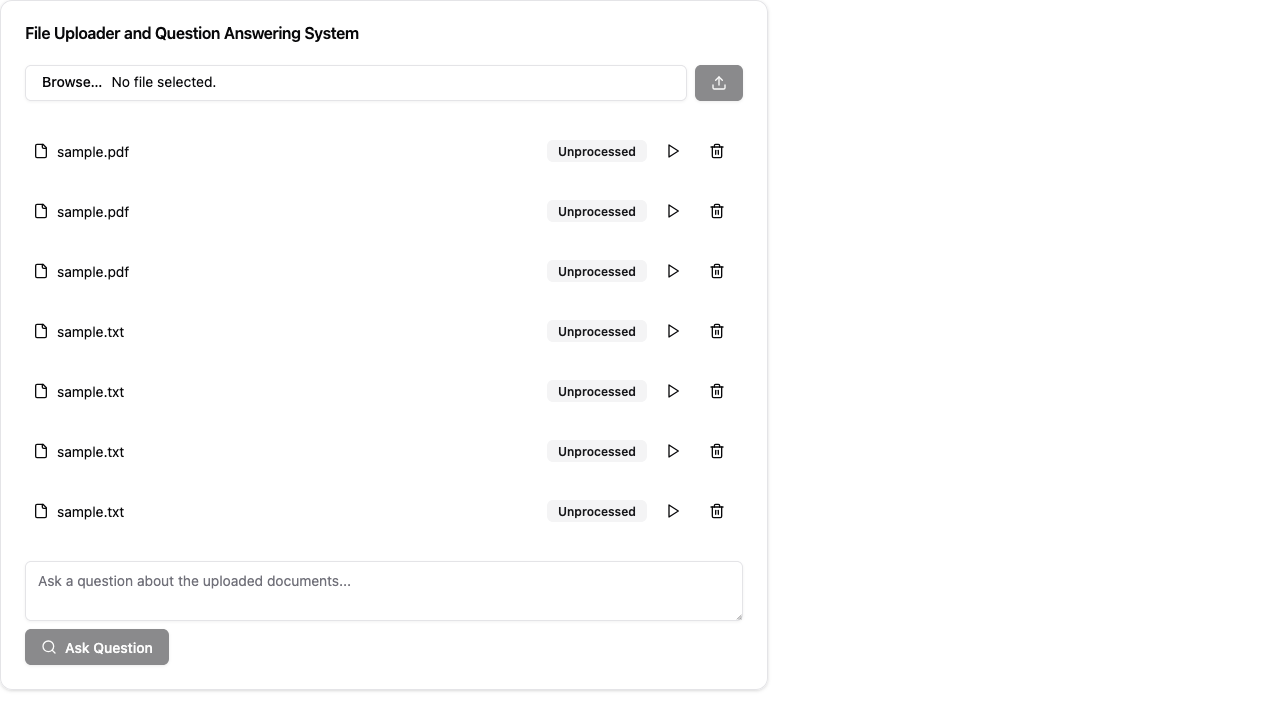 File Uploader and Question Answering System
Browse... No file selected.
sample.pdf Unprocessed
sample.pdf Unprocessed
sample.pdf Unprocessed
sample.txt Unprocessed
sample.txt Unprocessed
sample.txt Unprocessed
sample.txt Unprocessed
Ask a question about the uploaded documents...
Ask Question